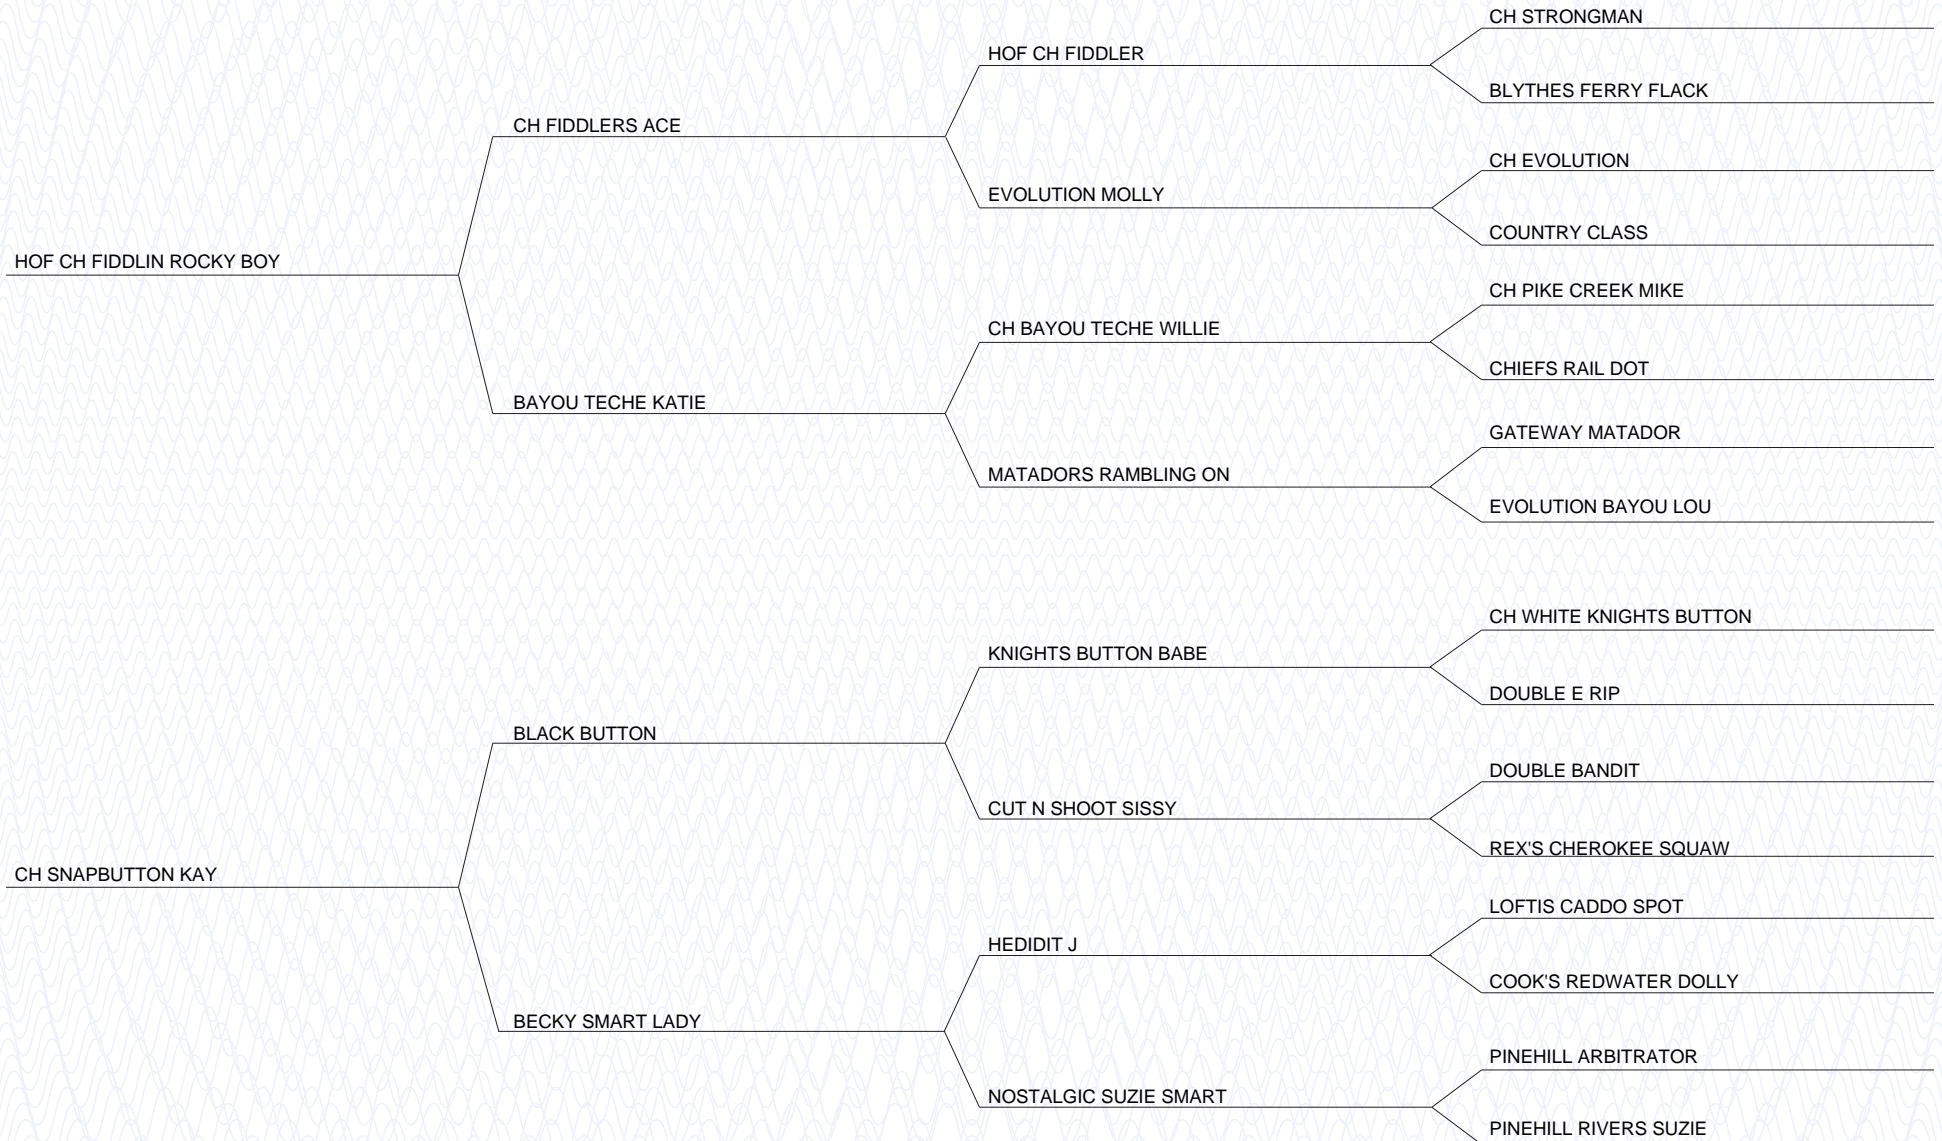 CH STRONGMAN
HOF CH FIDDLER
BLYTHES FERRY FLACK
CH FIDDLERS ACE
CH EVOLUTION
EVOLUTION MOLLY
COUNTRY CLASS
HOF CH FIDDLIN ROCKY BOY
CH PIKE CREEK MIKE
CH BAYOU TECHE WILLIE
CHIEFS RAIL DOT
BAYOU TECHE KATIE
GATEWAY MATADOR
MATADORS RAMBLING ON
EVOLUTION BAYOU LOU
CH WHITE KNIGHTS BUTTON
KNIGHTS BUTTON BABE
DOUBLE E RIP
BLACK BUTTON
DOUBLE BANDIT
CUT N SHOOT SISSY
REX'S CHEROKEE SQUAW
CH SNAPBUTTON KAY
LOFTIS CADDO SPOT
HEDIDIT J
COOK'S REDWATER DOLLY
BECKY SMART LADY
PINEHILL ARBITRATOR
NOSTALGIC SUZIE SMART
PINEHILL RIVERS SUZIE